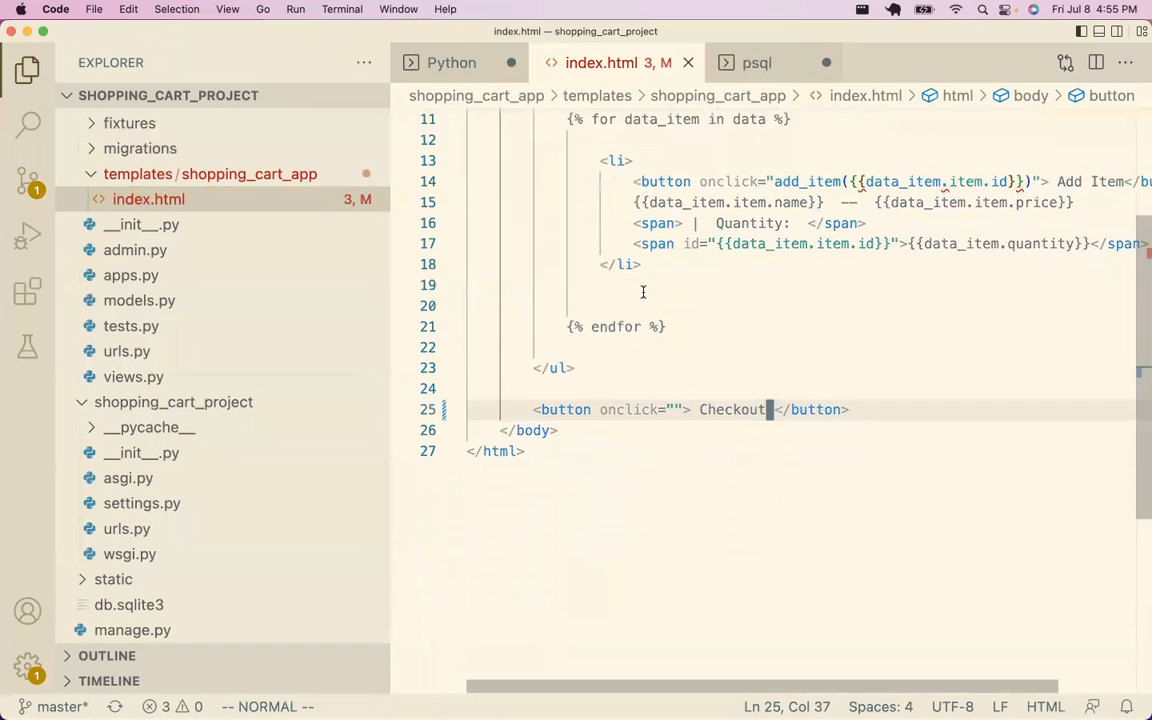 Code File Edit Selection View Go Run Terminal Window Help Fri Jul 8 4:55 PM
index.html — shopping_cart_project
EXPLORER
Python
index.html 3, M
psql
SHOPPING_CART_PROJECT
shopping_cart_app > templates > shopping_cart_app > index.html > html > body > button
fixtures
migrations
templates / shopping_cart_app
index.html 3, M
__init__.py
admin.py
apps.py
models.py
tests.py
urls.py
views.py
shopping_cart_project
__pycache__
__init__.py
asgi.py
settings.py
urls.py
wsgi.py
static
db.sqlite3
manage.py
OUTLINE
TIMELINE
11 {% for data_item in data %}
12
13 <li>
14 <button onclick="add_item({{data_item.item.id}})"> Add Item</bu
15 {{data_item.item.name}} -- {{data_item.item.price}}
16 <span> | Quantity: </span>
17 <span id="{{data_item.item.id}}">{{data_item.quantity}}</span>
18 </li>
19
20
21 {% endfor %}
22
23 </ul>
24
25 <button onclick=""> Checkout </button>
26 </body>
27 </html>
1
1
master* 3 0 -- NORMAL -- Ln 25, Col 37 Spaces: 4 UTF-8 LF HTML